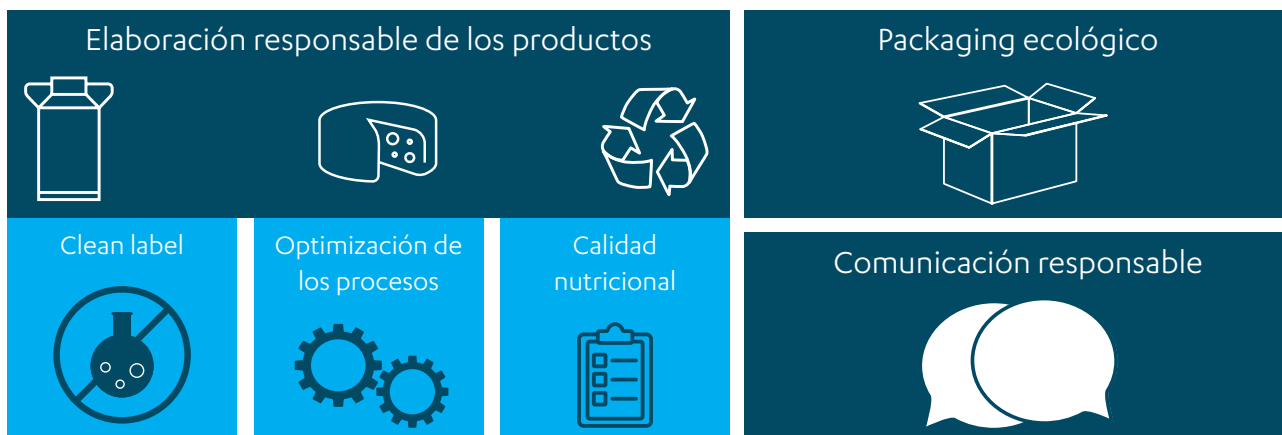 Elaboración responsable de los productos
Packaging ecológico
Clean label
Optimización de
los procesos
Calidad
nutricional
Comunicación responsable